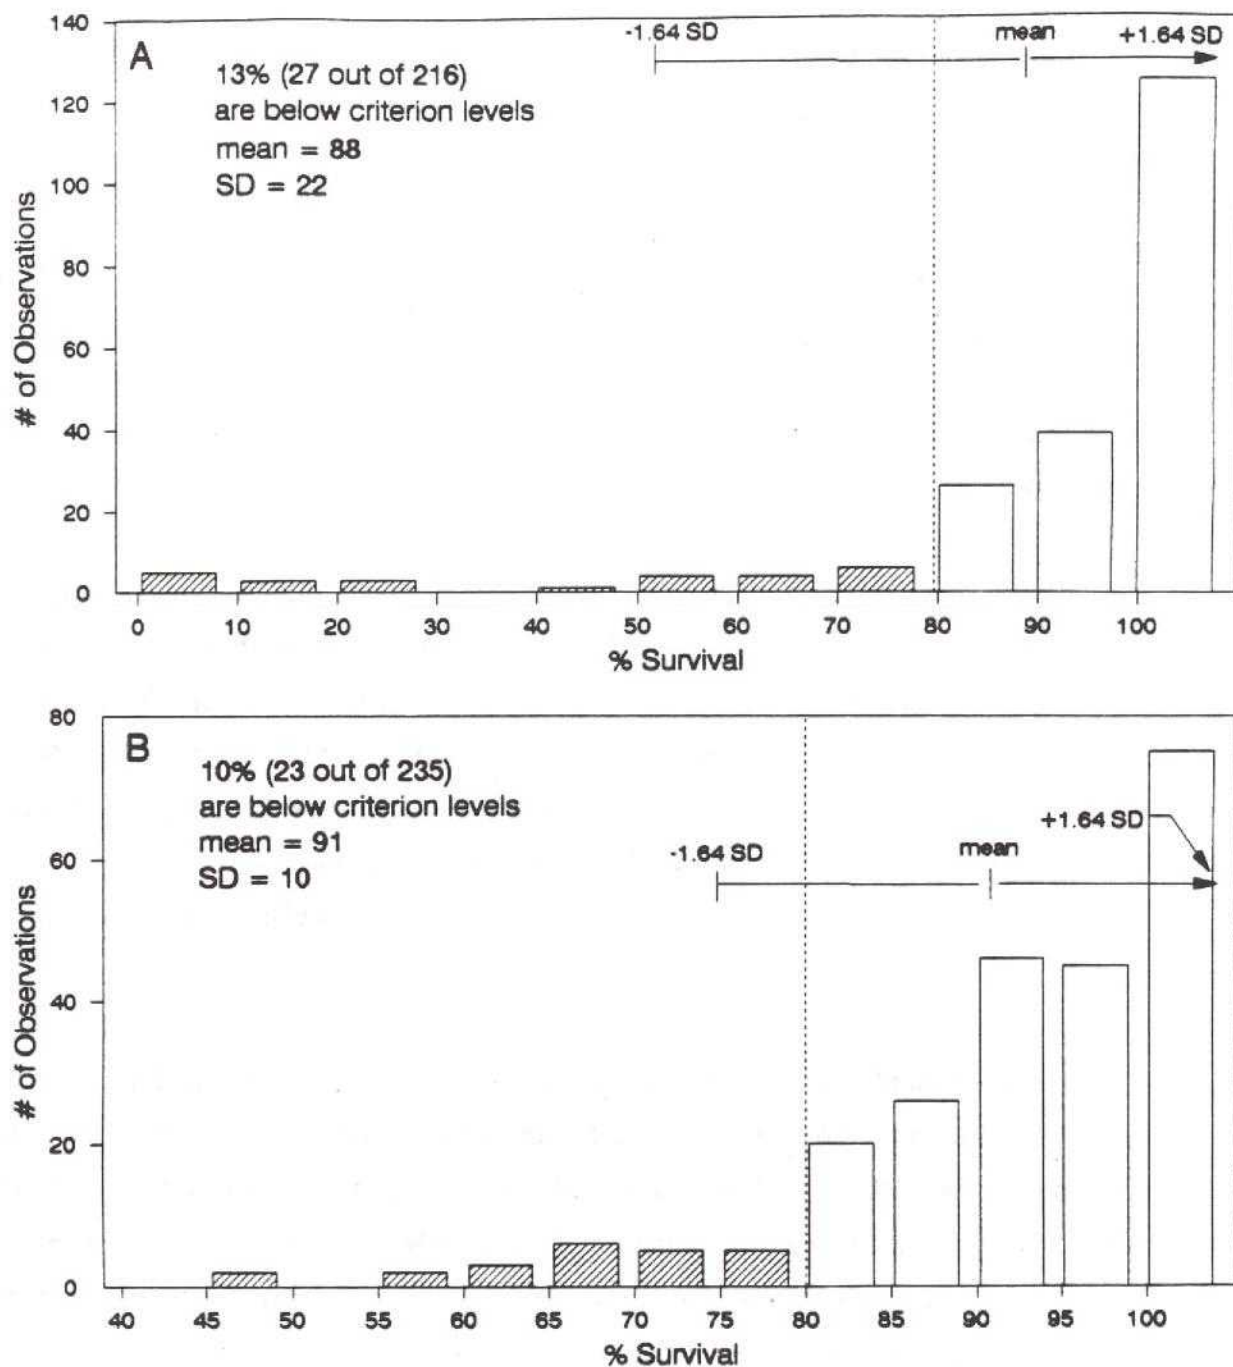 A
13% (27 out of 216)
are below criterion levels
mean = 88
SD = 22
-1.64 SD
mean
+1.64 SD
140
120
100
80
60
40
20
0
# of Observations
0 10 20 30 40 50 60 70 80 90 100
% Survival
B
10% (23 out of 235)
are below criterion levels
mean = 91
SD = 10
-1.64 SD
mean
+1.64 SD
80
60
40
20
0
# of Observations
40 45 50 55 60 65 70 75 80 85 90 95 100
% Survival